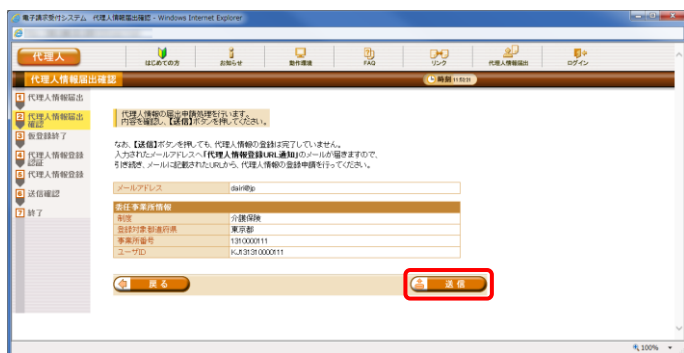 電子請求受付システム 代理人情報届出確認 - Windows Internet Explorer
代理人
はじめての方
お知らせ
動作環境
FAQ
リンク
代理人情報届出
ログイン
代理人情報届出確認
時刻
1 代理人情報届出
2 代理人情報届出確認
3 仮登録終了
4 代理人情報登録認証
5 代理人情報登録
6 送信確認
7 終了
代理人情報の届出申請処理を行います。
内容を確認し、【送信】ボタンを押してください。
なお、【送信】ボタンを押しても、代理人情報の登録は完了していません。
入力されたメールアドレスへ「代理人情報登録URL通知」のメールが届きますので、
引き続き、メールに記載されたURLから、代理人情報の登録申請を行ってください。
メールアドレス dairi@jp
委任事業所情報
制度 介護保険
登録対象都道府県 東京都
事業所番号 1310000111
ユーザID KJ131310000111
戻る
送信
100%